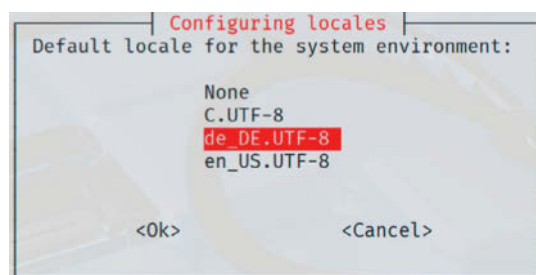 Configuring locales
Default locale for the system environment:
None
C.UTF-8
de_DE.UTF-8
en_US.UTF-8
<Ok> <Cancel>